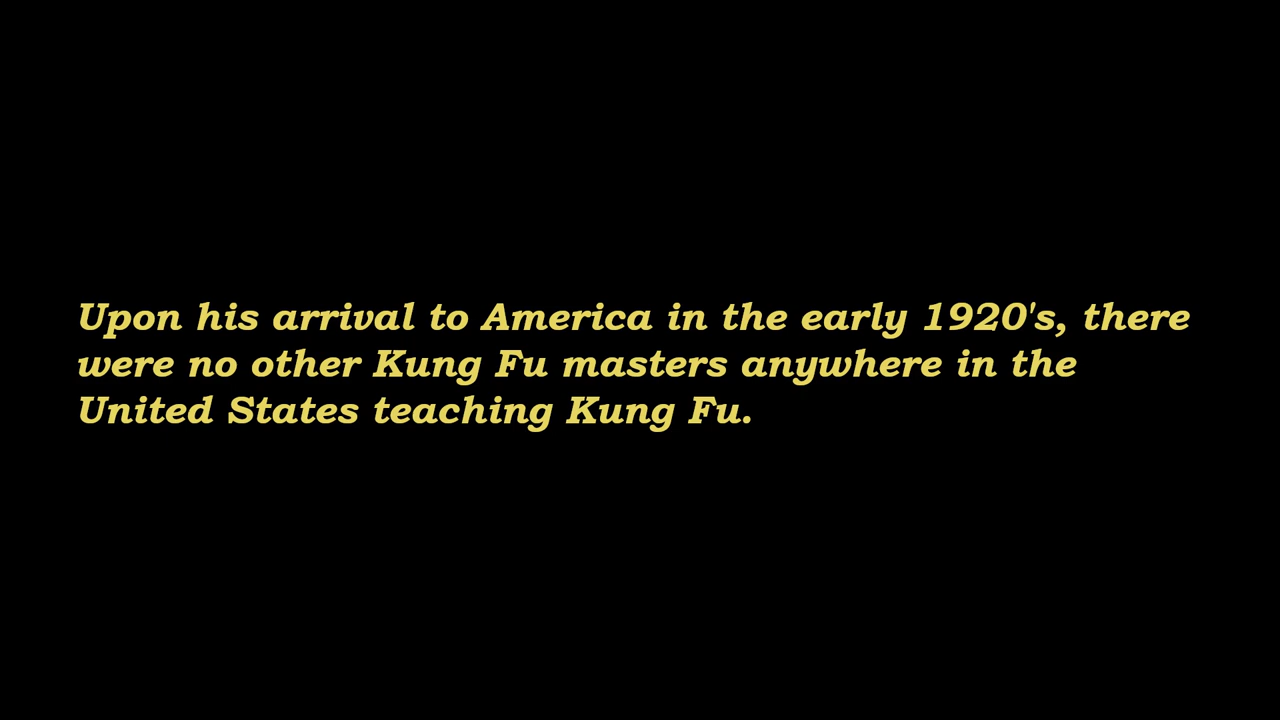 Upon his arrival to America in the early 1920's, there
were no other Kung Fu masters anywhere in the
United States teaching Kung Fu.